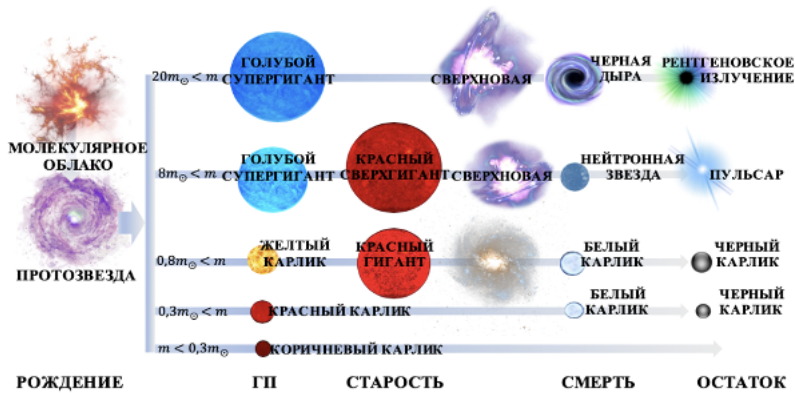 МОЛЕКУЛЯРНОЕ
ОБЛАКО
ПРОТОЗВЕЗДА
20m☉ < m
ГОЛУБОЙ
СУПЕРГИГАНТ
СВЕРХНОВАЯ
ЧЕРНАЯ
ДЫРА
РЕНТГЕНОВСКОЕ
ИЗЛУЧЕНИЕ
8m☉ < m
ГОЛУБОЙ
СУПЕРГИГАНТ
КРАСНЫЙ
СВЕРХГИГАНТ
СВЕРХНОВАЯ
НЕЙТРОННАЯ
ЗВЕЗДА
ПУЛЬСАР
0,8m☉ < m
ЖЕЛТЫЙ
КАРЛИК
КРАСНЫЙ
ГИГАНТ
БЕЛЫЙ
КАРЛИК
ЧЕРНЫЙ
КАРЛИК
0,3m☉ < m
КРАСНЫЙ КАРЛИК
БЕЛЫЙ
КАРЛИК
ЧЕРНЫЙ
КАРЛИК
m < 0,3m☉
КОРИЧНЕВЫЙ КАРЛИК
РОЖДЕНИЕ
ГП
СТАРОСТЬ
СМЕРТЬ
ОСТАТОК